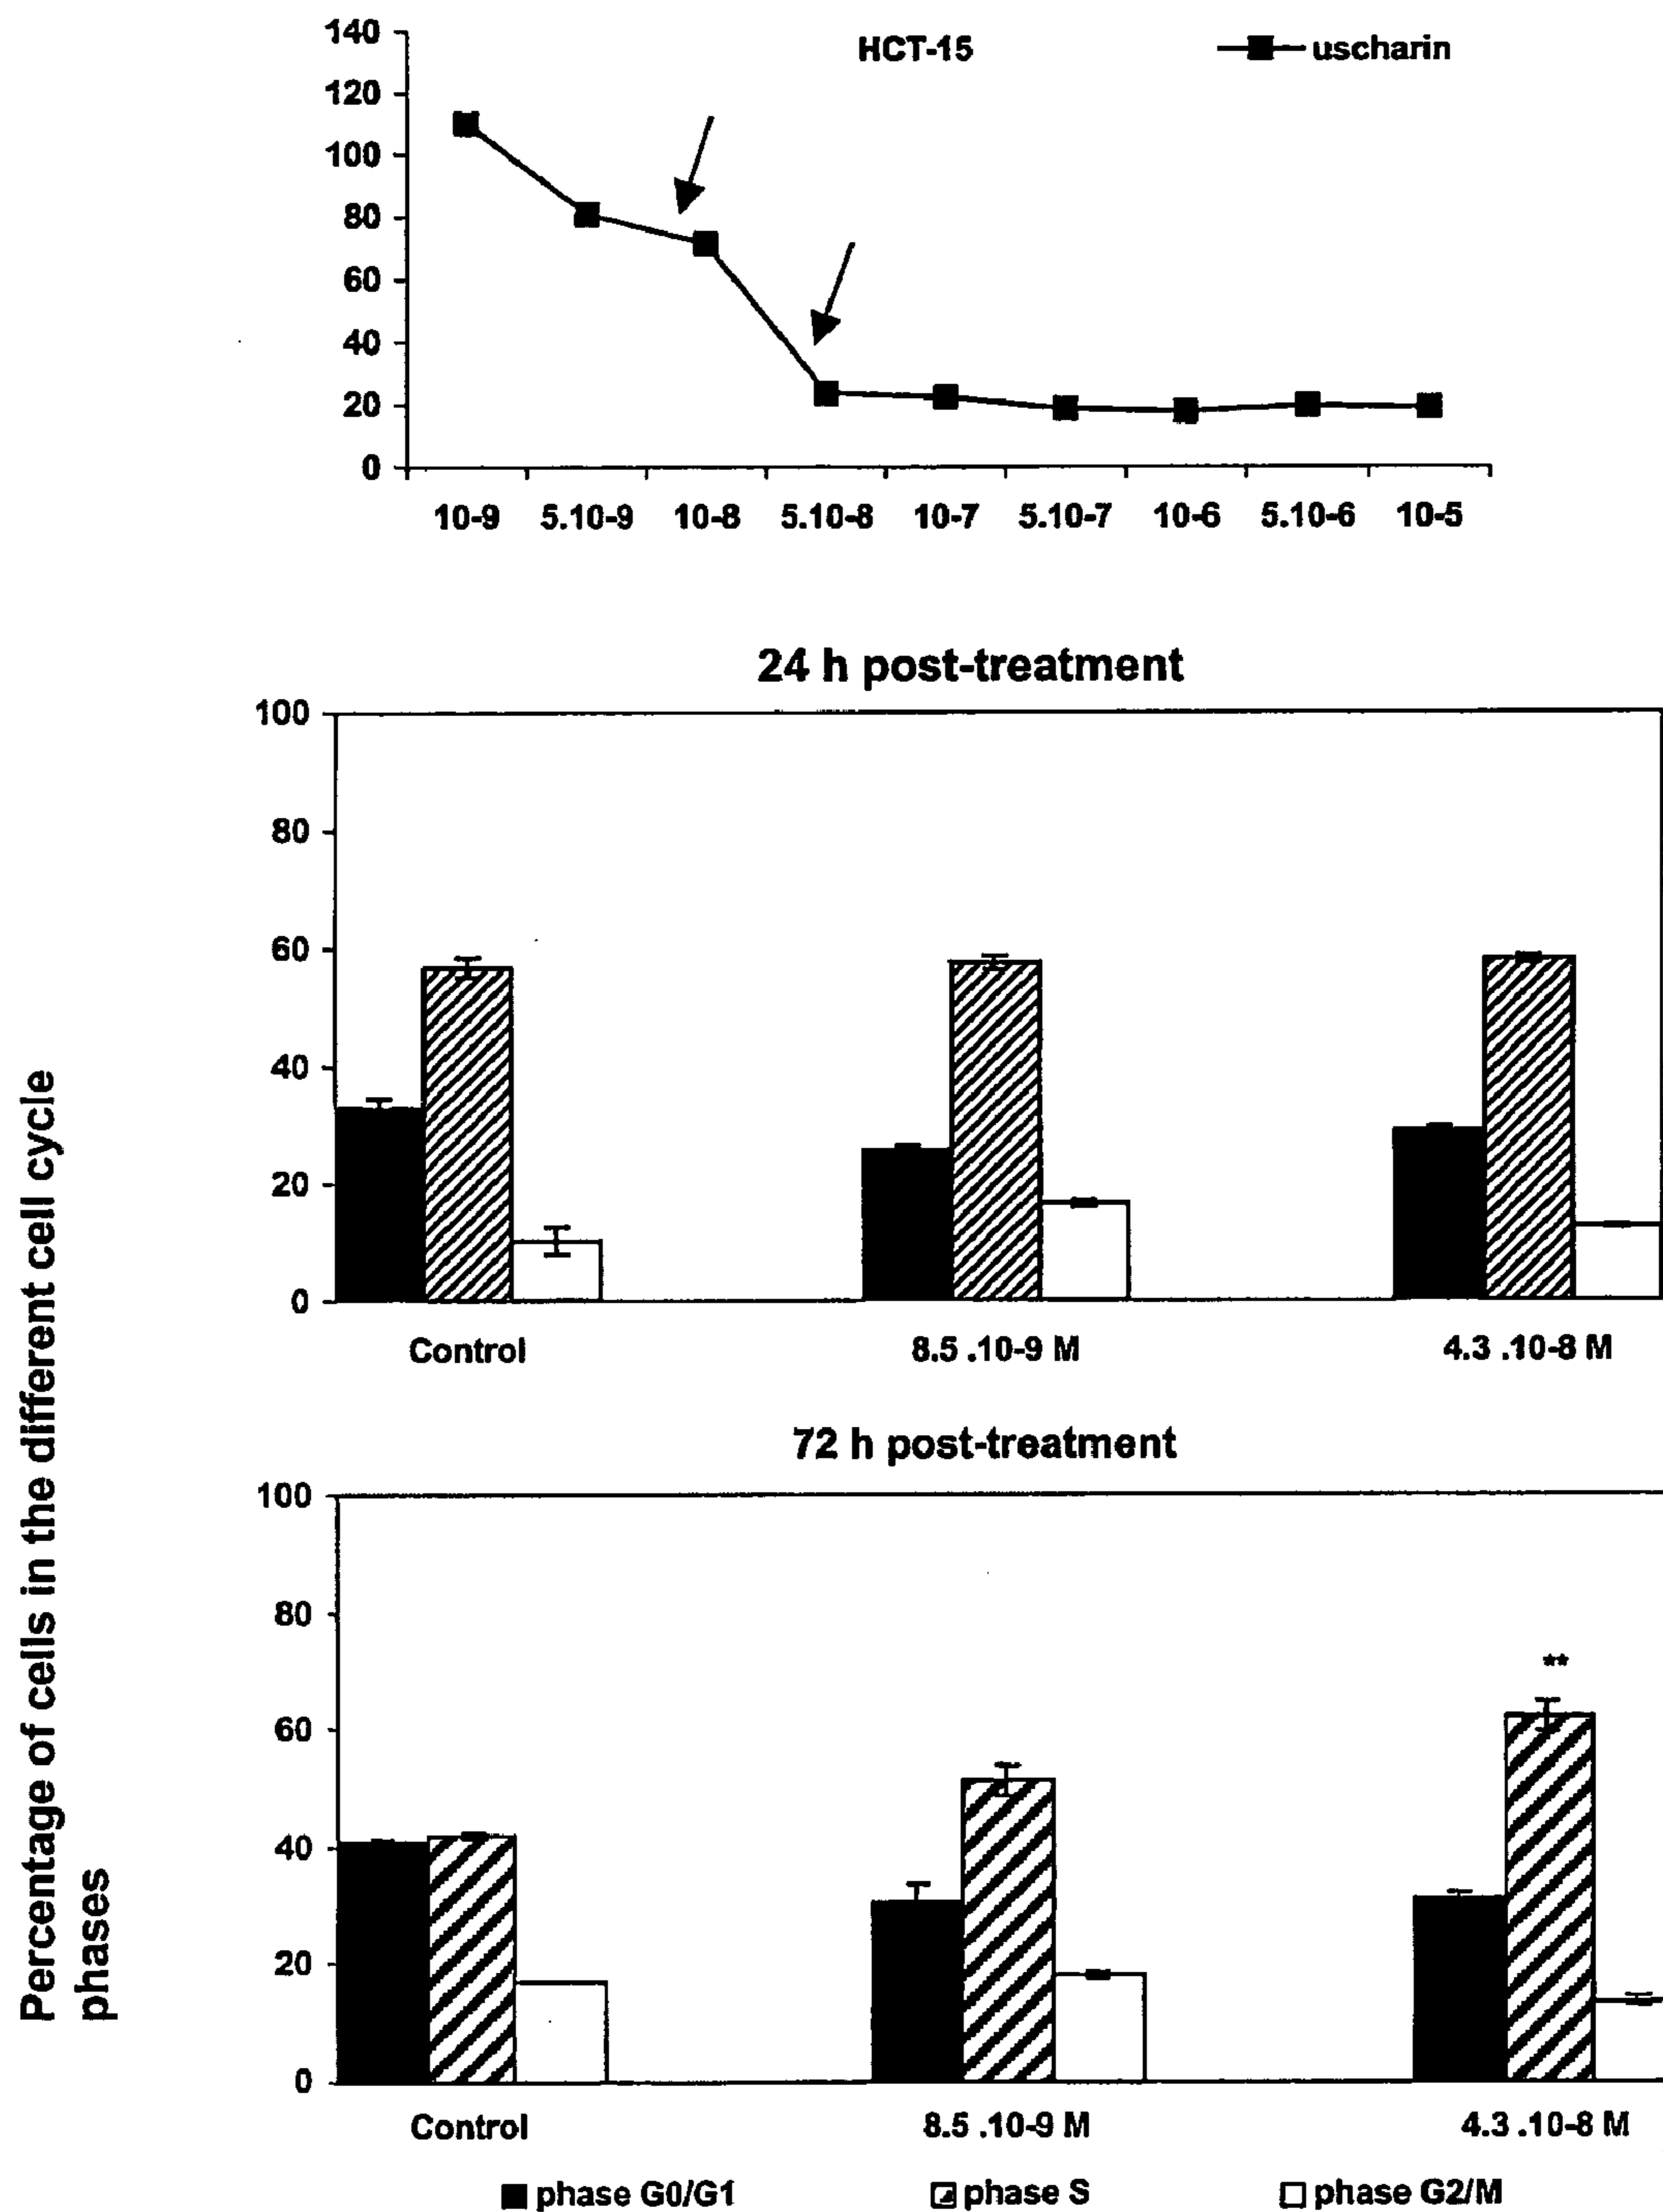 HCT-15
uscharin
140
120
100
80
60
40
20
0
10-9 5.10-9 10-8 5.10-8 10-7 5.10-7 10-6 5.10-6 10-5
24 h post-treatment
100
80
60
40
20
0
Control 8.5 .10-9 M 4.3 .10-8 M
72 h post-treatment
100
80
60
40
20
0
**
Control 8.5 .10-9 M 4.3 .10-8 M
Percentage of cells in the different cell cycle
phases
phase G0/G1 phase S phase G2/M